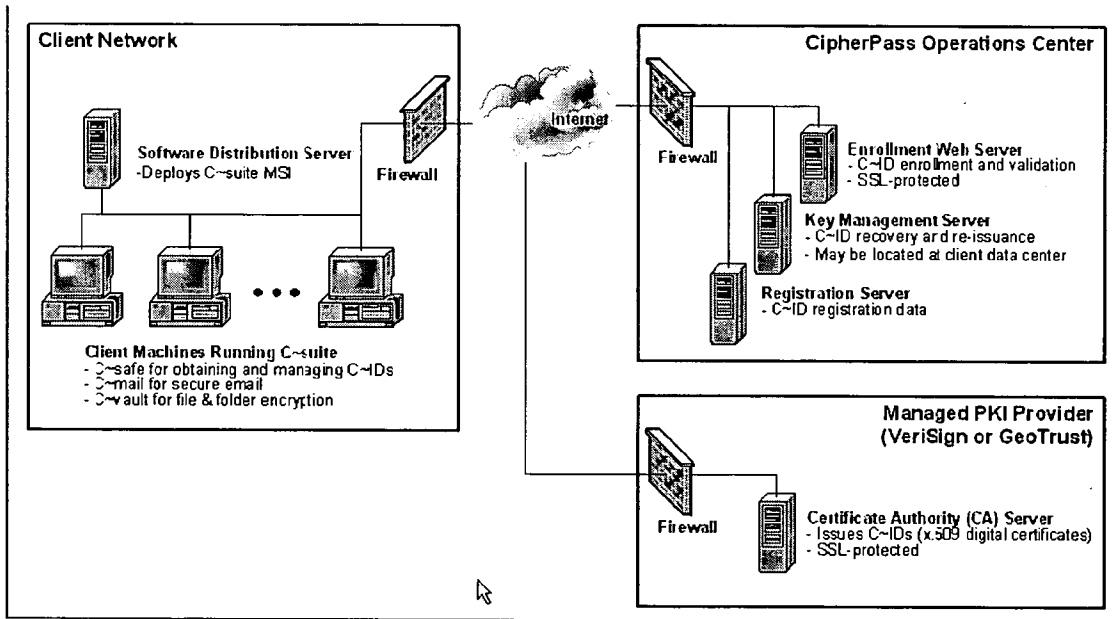 Client Network
Software Distribution Server
-Deploys C~suite MSI
Firewall
Client Machines Running C~suite
- C~safe for obtaining and managing C~IDs
- C~mail for secure email
- C~vault for file & folder encryption
Internet
CipherPass Operations Center
Firewall
Enrollment Web Server
- C~ID enrollment and validation
- SSL-protected
Key Management Server
- C~ID recovery and re-issuance
- May be located at client data center
Registration Server
- C~ID registration data
Managed PKI Provider
(VeriSign or GeoTrust)
Firewall
Certificate Authority (CA) Server
- Issues C~IDs (x.509 digital certificates)
- SSL-protected